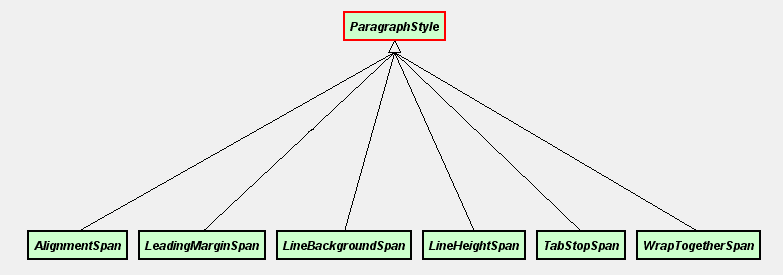 ParagraphStyle
AlignmentSpan LeadingMarginSpan LineBackgroundSpan LineHeightSpan TabStopSpan WrapTogetherSpan